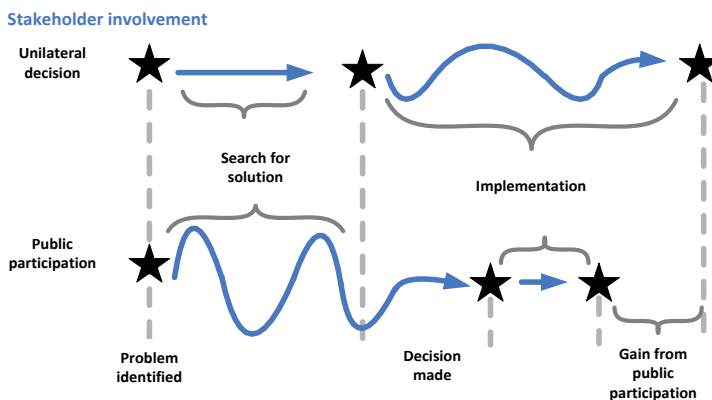 Stakeholder involvement
Unilateral
decision
Search for
solution
Implementation
Public
participation
Problem
identified
Decision
made
Gain from
public
participation